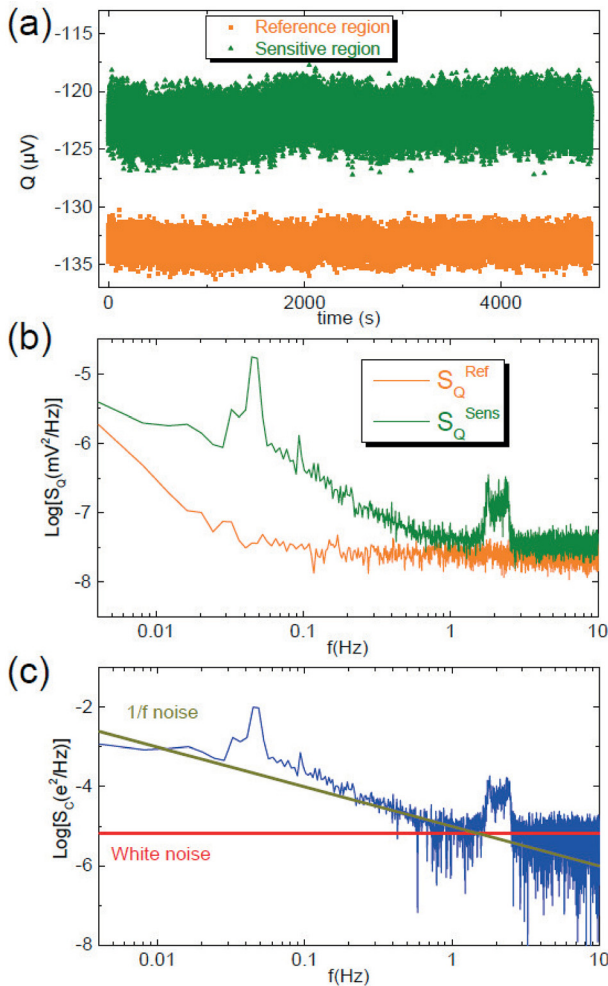 (a)
-115
-120
-125
-130
-135
Q (μV)
Reference region
Sensitive region
0
2000
4000
time (s)
(b)
-5
-6
-7
-8
Log[S_Q(mV²/Hz)]
S_Q^Ref
S_Q^Sens
0.01
0.1
1
10
f(Hz)
(c)
-2
-4
-6
-8
Log[S_C(e²/Hz)]
1/f noise
White noise
0.01
0.1
1
10
f(Hz)